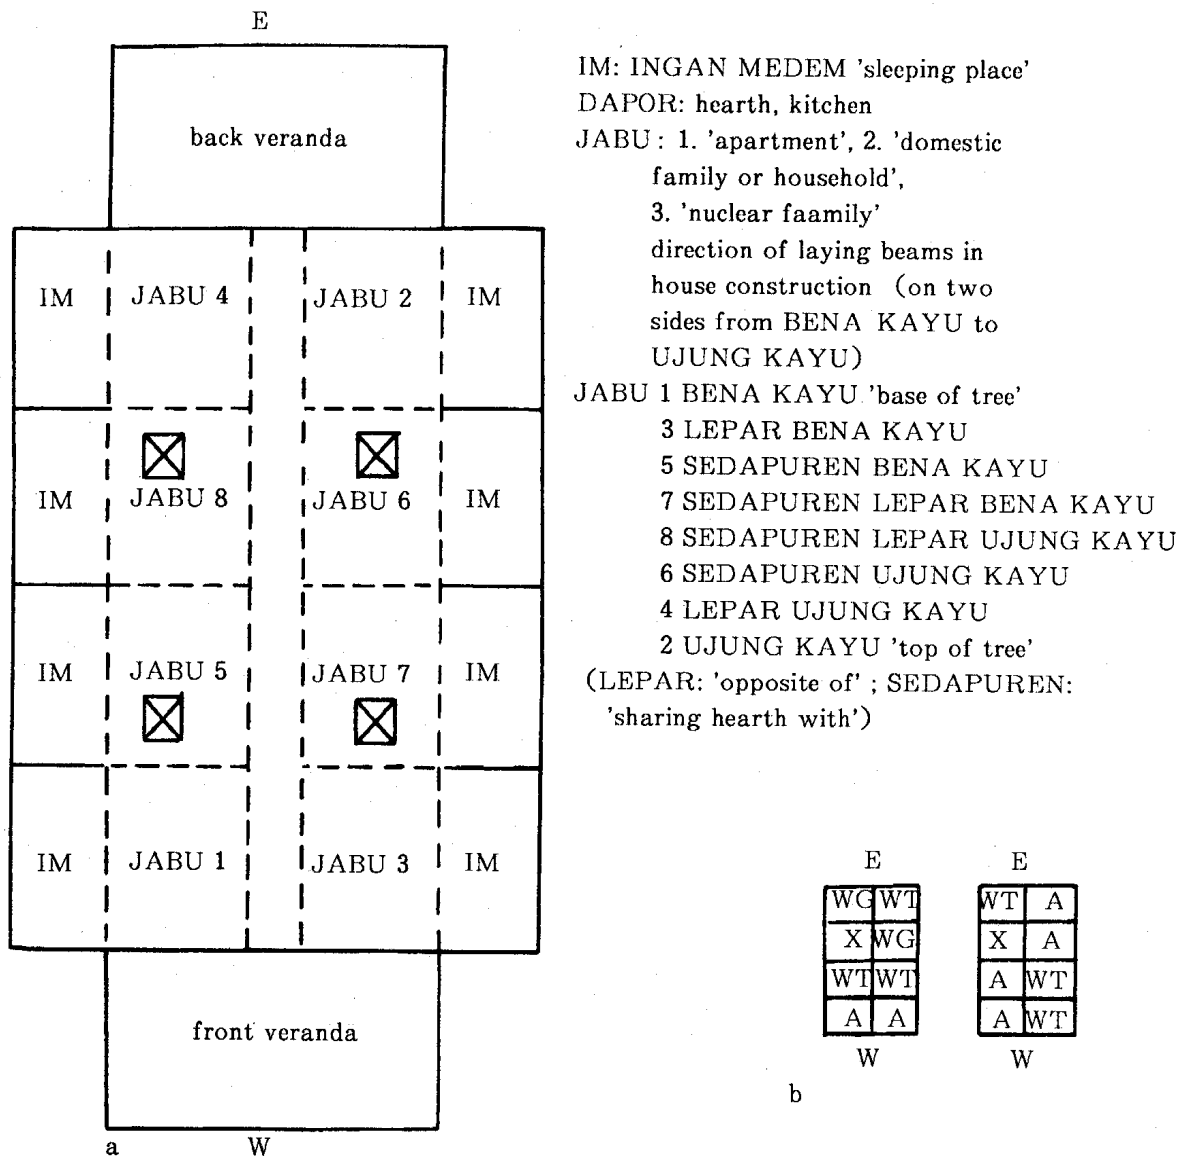 E
back veranda
IM JABU 4 JABU 2 IM
IM JABU 8 JABU 6 IM
IM JABU 5 JABU 7 IM
IM JABU 1 JABU 3 IM
front veranda
a W
IM: INGAN MEDEM 'sleeping place'
DAPOR: hearth, kitchen
JABU: 1. 'apartment', 2. 'domestic
family or household',
3. 'nuclear faamily'
direction of laying beams in
house construction (on two
sides from BENA KAYU to
UJUNG KAYU)
JABU 1 BENA KAYU 'base of tree'
3 LEPAR BENA KAYU
5 SEDAPUREN BENA KAYU
7 SEDAPUREN LEPAR BENA KAYU
8 SEDAPUREN LEPAR UJUNG KAYU
6 SEDAPUREN UJUNG KAYU
4 LEPAR UJUNG KAYU
2 UJUNG KAYU 'top of tree'
(LEPAR: 'opposite of' ; SEDAPUREN:
'sharing hearth with')
E
WG WT
X WG
WT WT
A A
W
E
WT A
X A
A WT
A WT
W
b